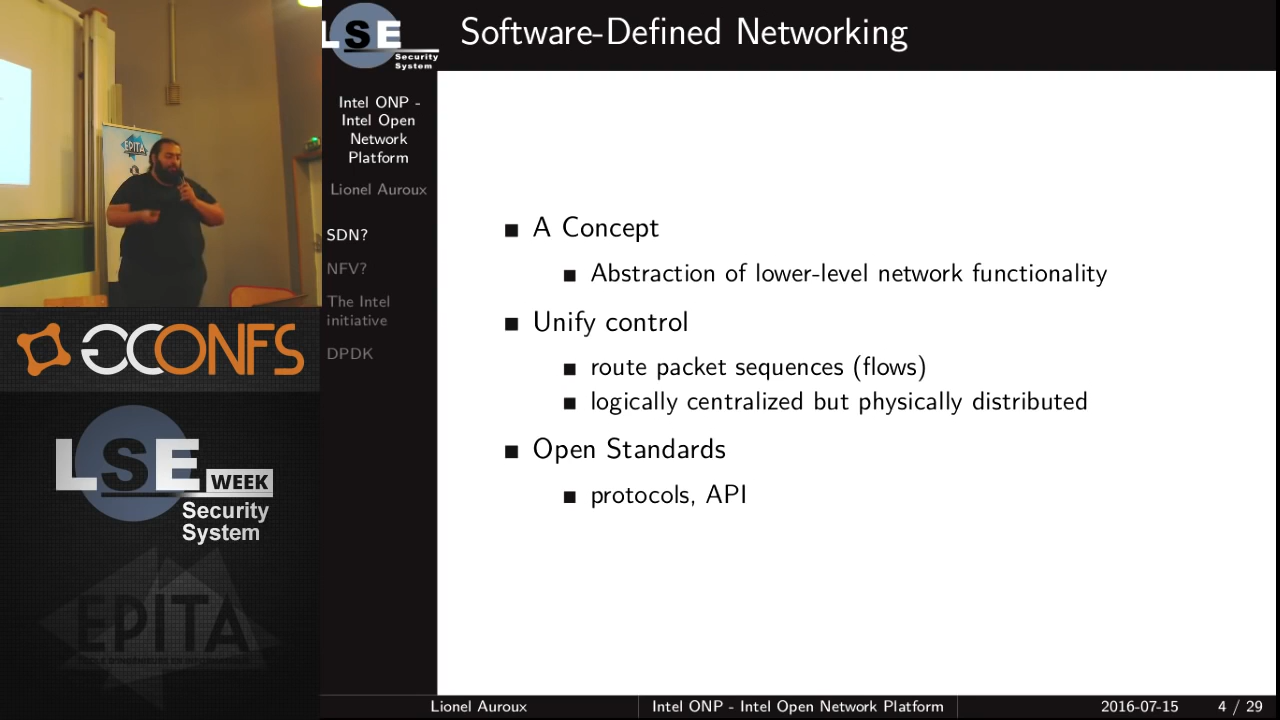 LSE
Security
System
Software-Defined Networking
Intel ONP -
Intel Open
Network
Platform
Lionel Auroux
SDN?
NFV?
The Intel
initiative
DPDK
EPITA
A Concept
Abstraction of lower-level network functionality
Unify control
route packet sequences (flows)
logically centralized but physically distributed
Open Standards
protocols, API
GCONFS
LSE WEEK
Security
System
EPITA
Lionel Auroux
Intel ONP - Intel Open Network Platform
2016-07-15
4 / 29